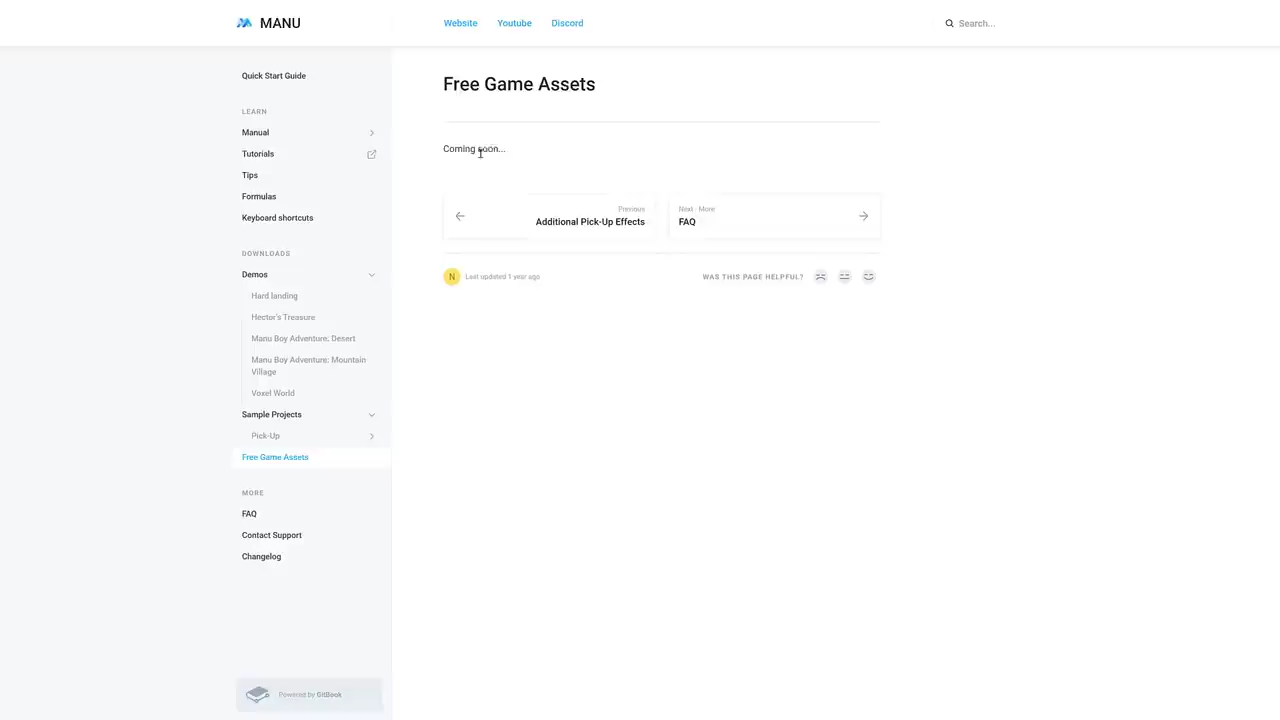 MANU
Website Youtube Discord
Search...
Quick Start Guide
LEARN
Manual
Tutorials
Tips
Formulas
Keyboard shortcuts
DOWNLOADS
Demos
Hard landing
Hector's Treasure
Manu Boy Adventure: Desert
Manu Boy Adventure: Mountain
Village
Voxel World
Sample Projects
Pick-Up
Free Game Assets
MORE
FAQ
Contact Support
Changelog
Powered by GitBook
Free Game Assets
Coming soon...
Previous
Additional Pick-Up Effects
Next - More
FAQ
N
Last updated 1 year ago
WAS THIS PAGE HELPFUL?